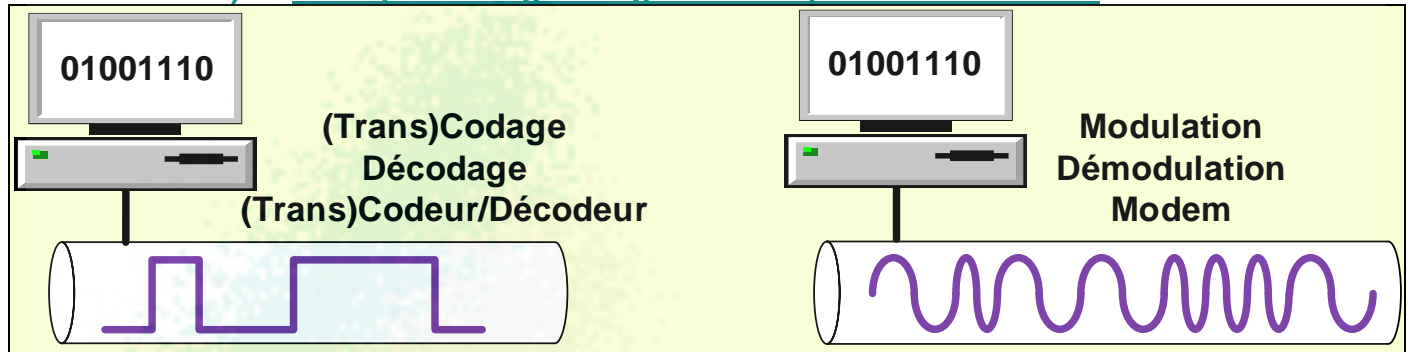 01001110
(Trans)Codage
Décodage
(Trans)Codeur/Décodeur
01001110
Modulation
Démodulation
Modem